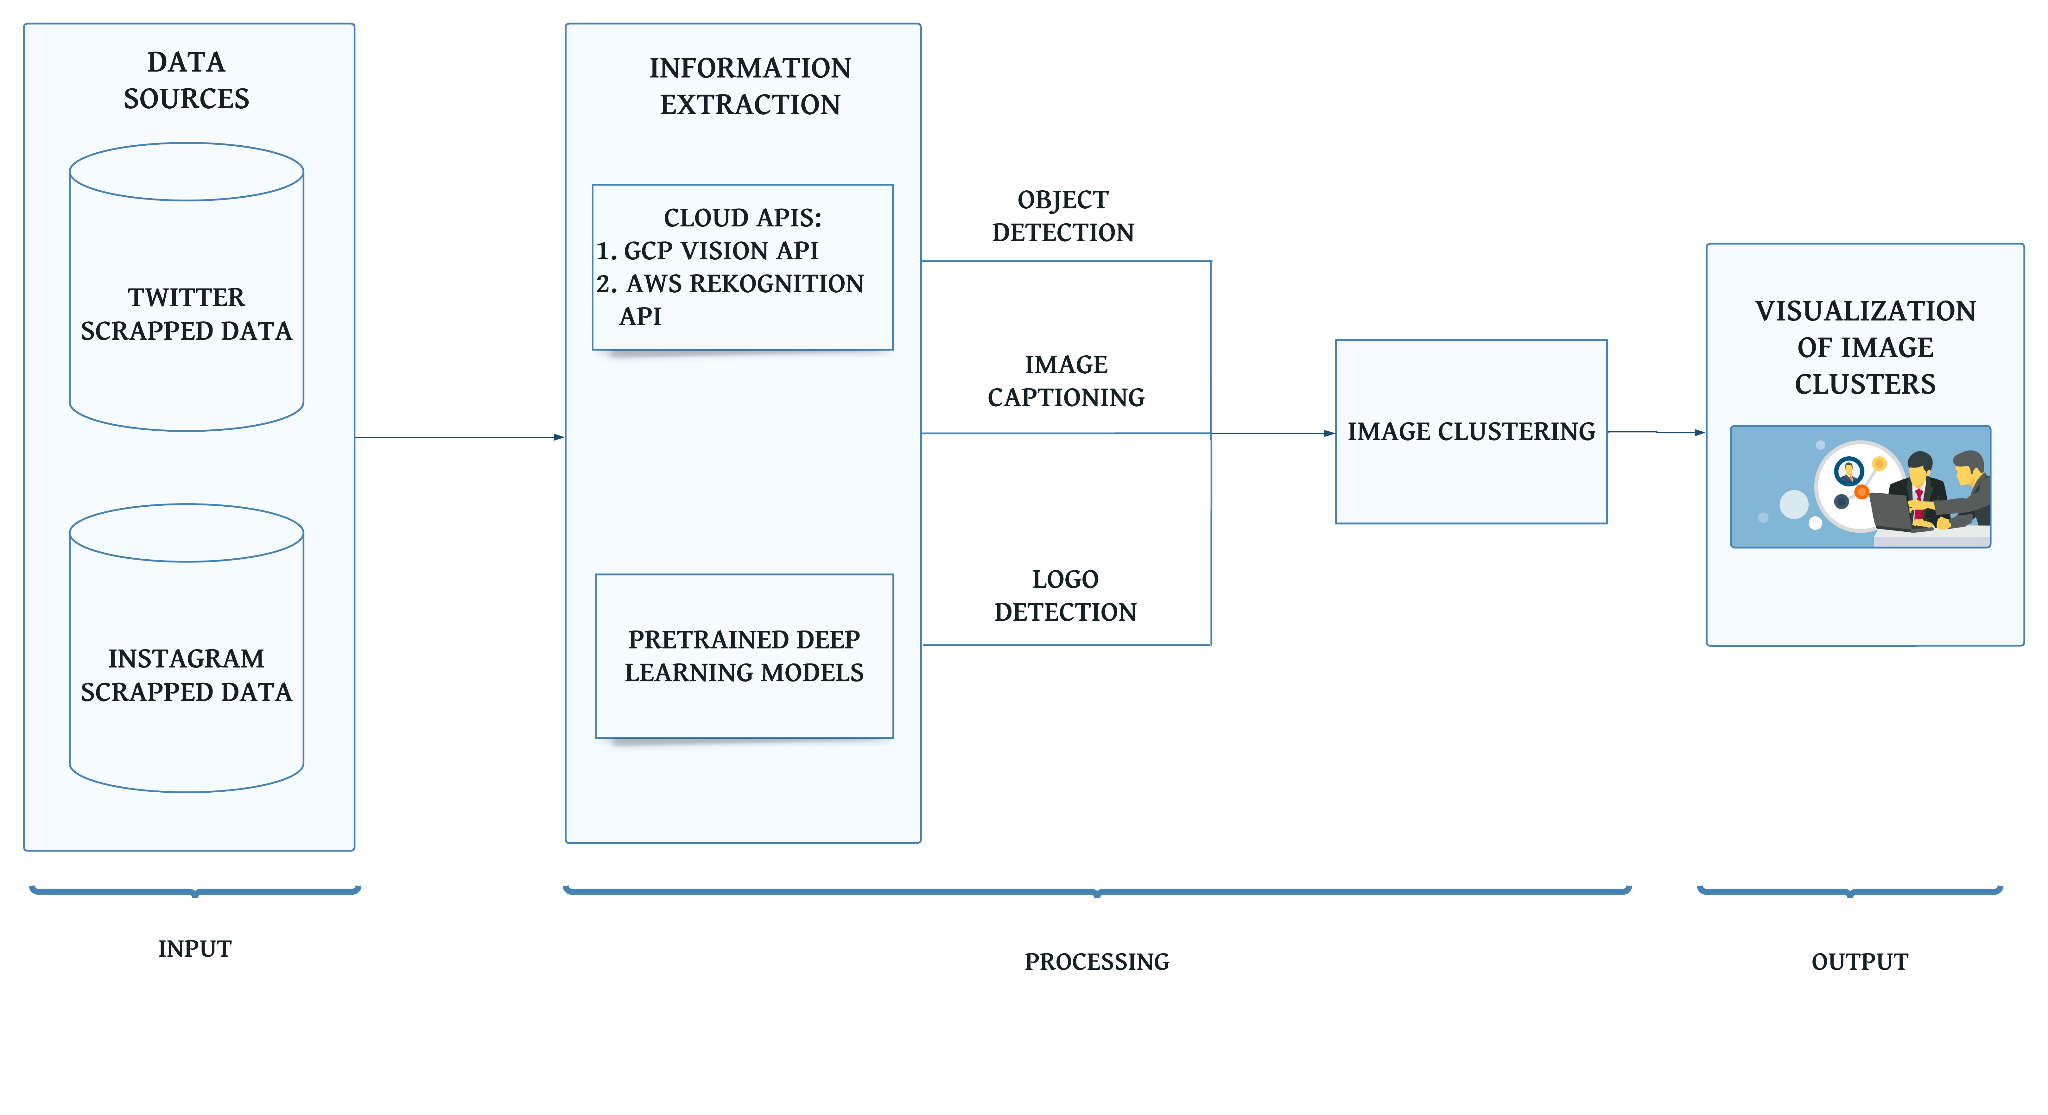 DATA
SOURCES
TWITTER
SCRAPPED DATA
INSTAGRAM
SCRAPPED DATA
INPUT
INFORMATION
EXTRACTION
CLOUD APIS:
1. GCP VISION API
2. AWS REKOGNITION
API
PRETRAINED DEEP
LEARNING MODELS
OBJECT
DETECTION
IMAGE
CAPTIONING
LOGO
DETECTION
IMAGE CLUSTERING
PROCESSING
VISUALIZATION
OF IMAGE
CLUSTERS
OUTPUT